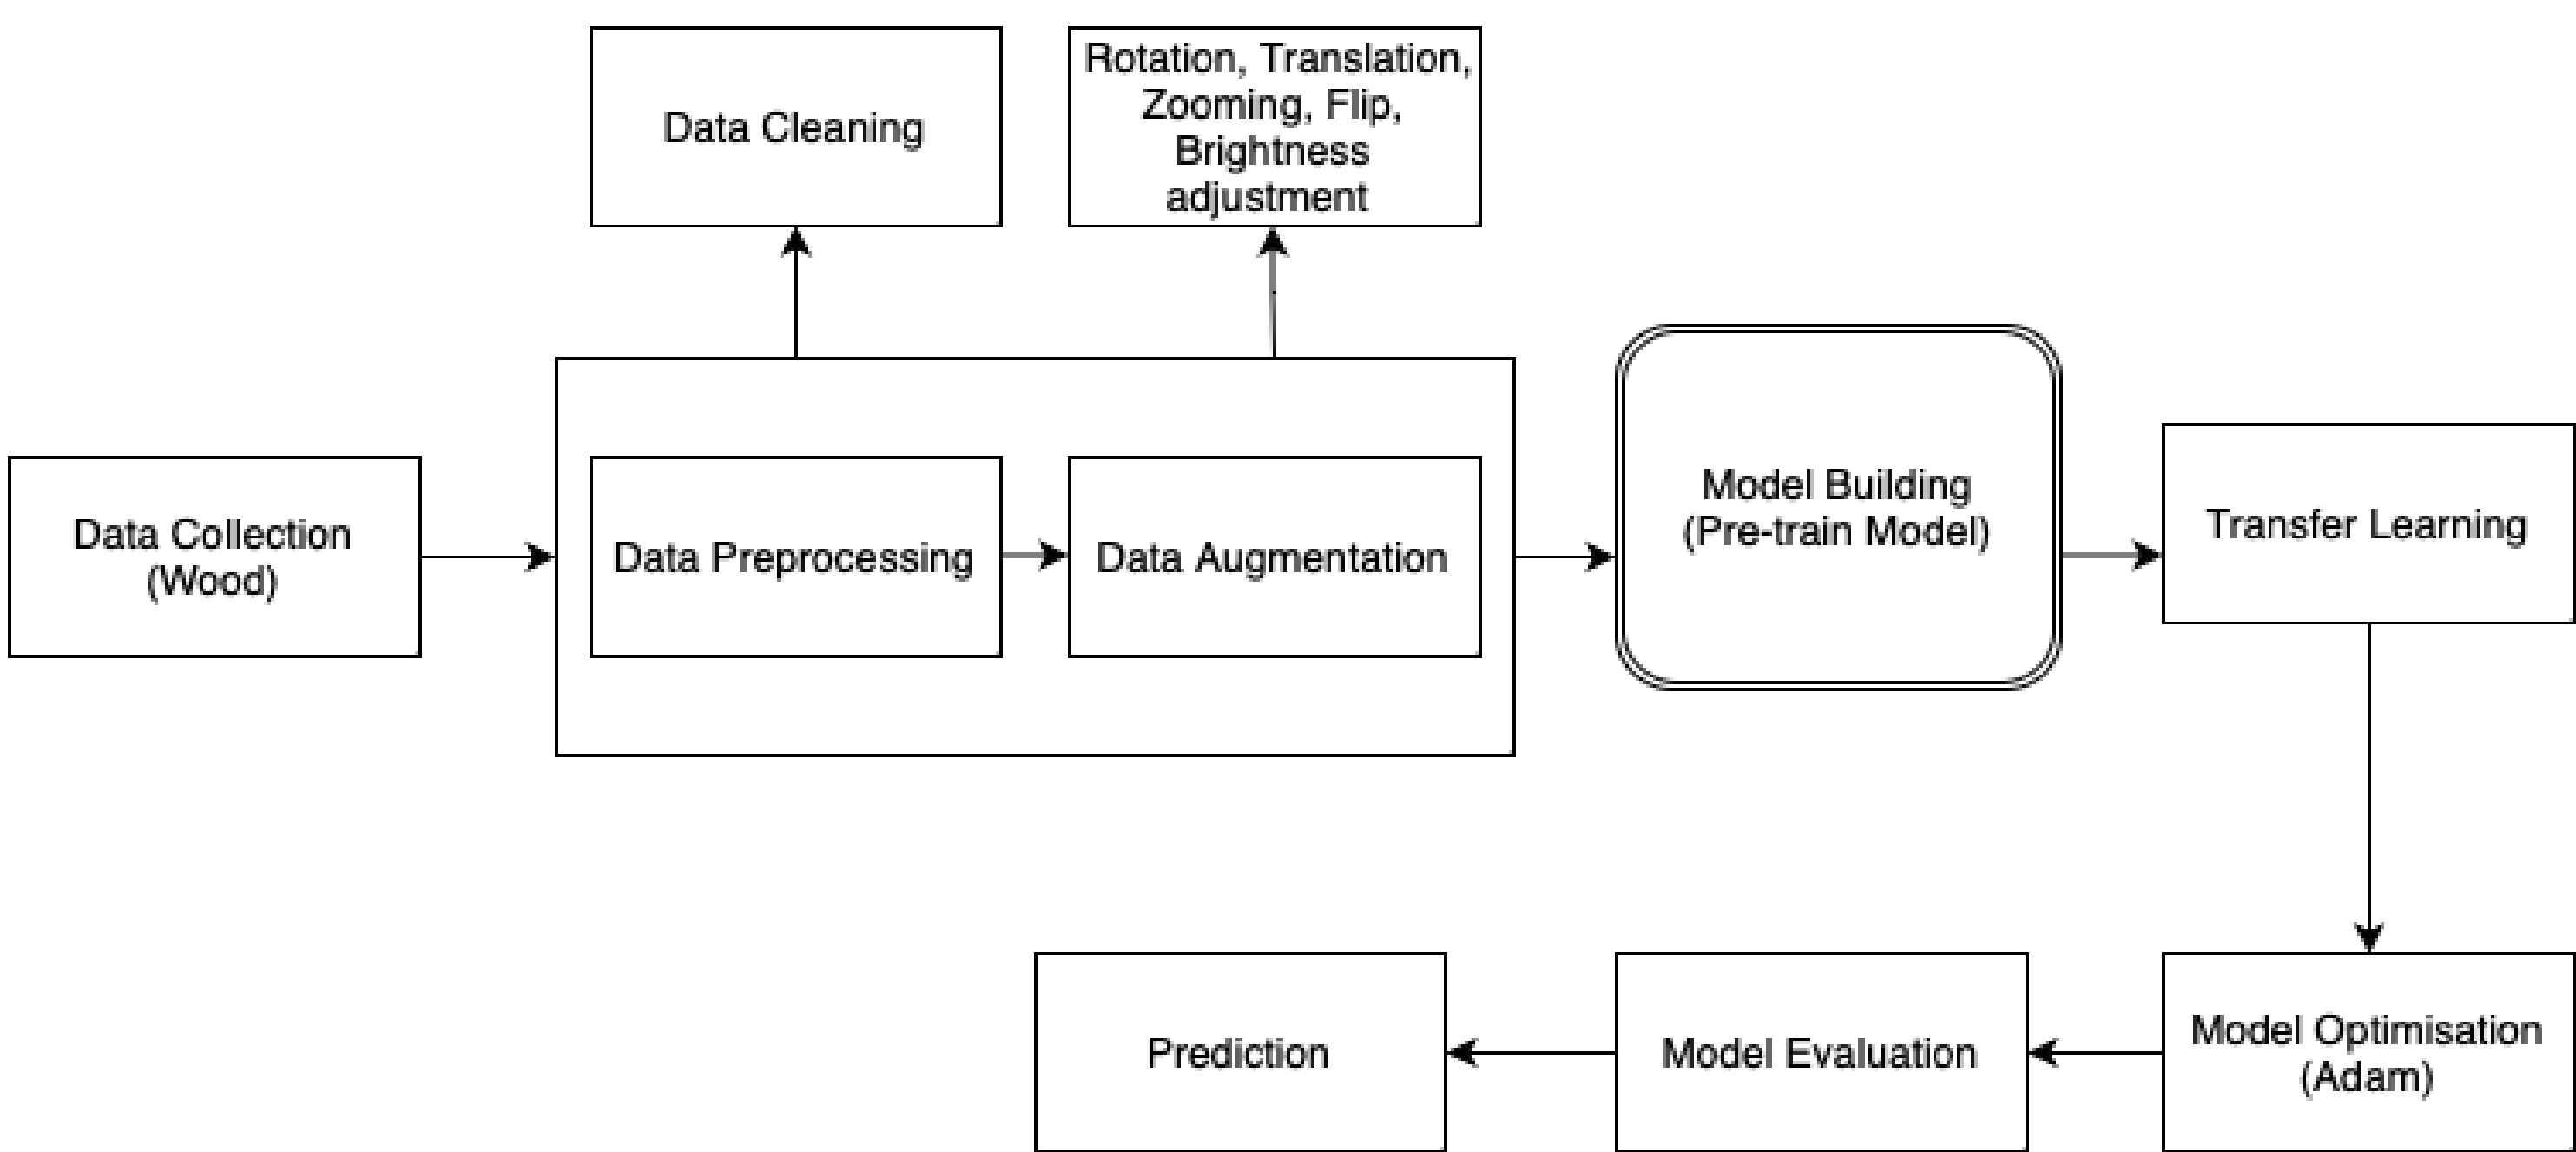 Data Cleaning
Rotation, Translation,
Zooming, Flip,
Brightness
adjustment
Data Collection
(Wood)
Data Preprocessing
Data Augmentation
Model Building
(Pre-train Model)
Transfer Learning
Prediction
Model Evaluation
Model Optimisation
(Adam)